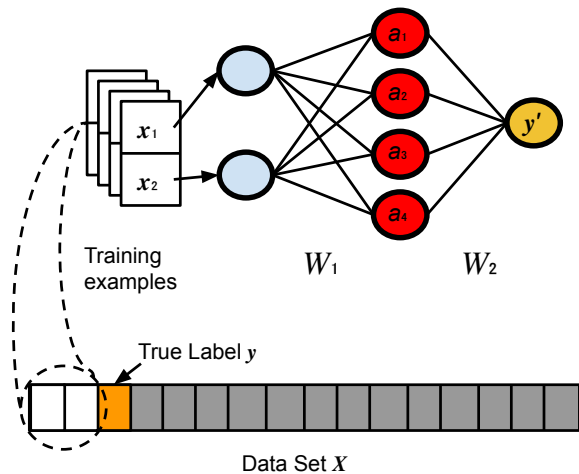 a1
x1
a2
y'
a3
x2
a4
Training
examples
W1
W2
True Label y
Data Set X